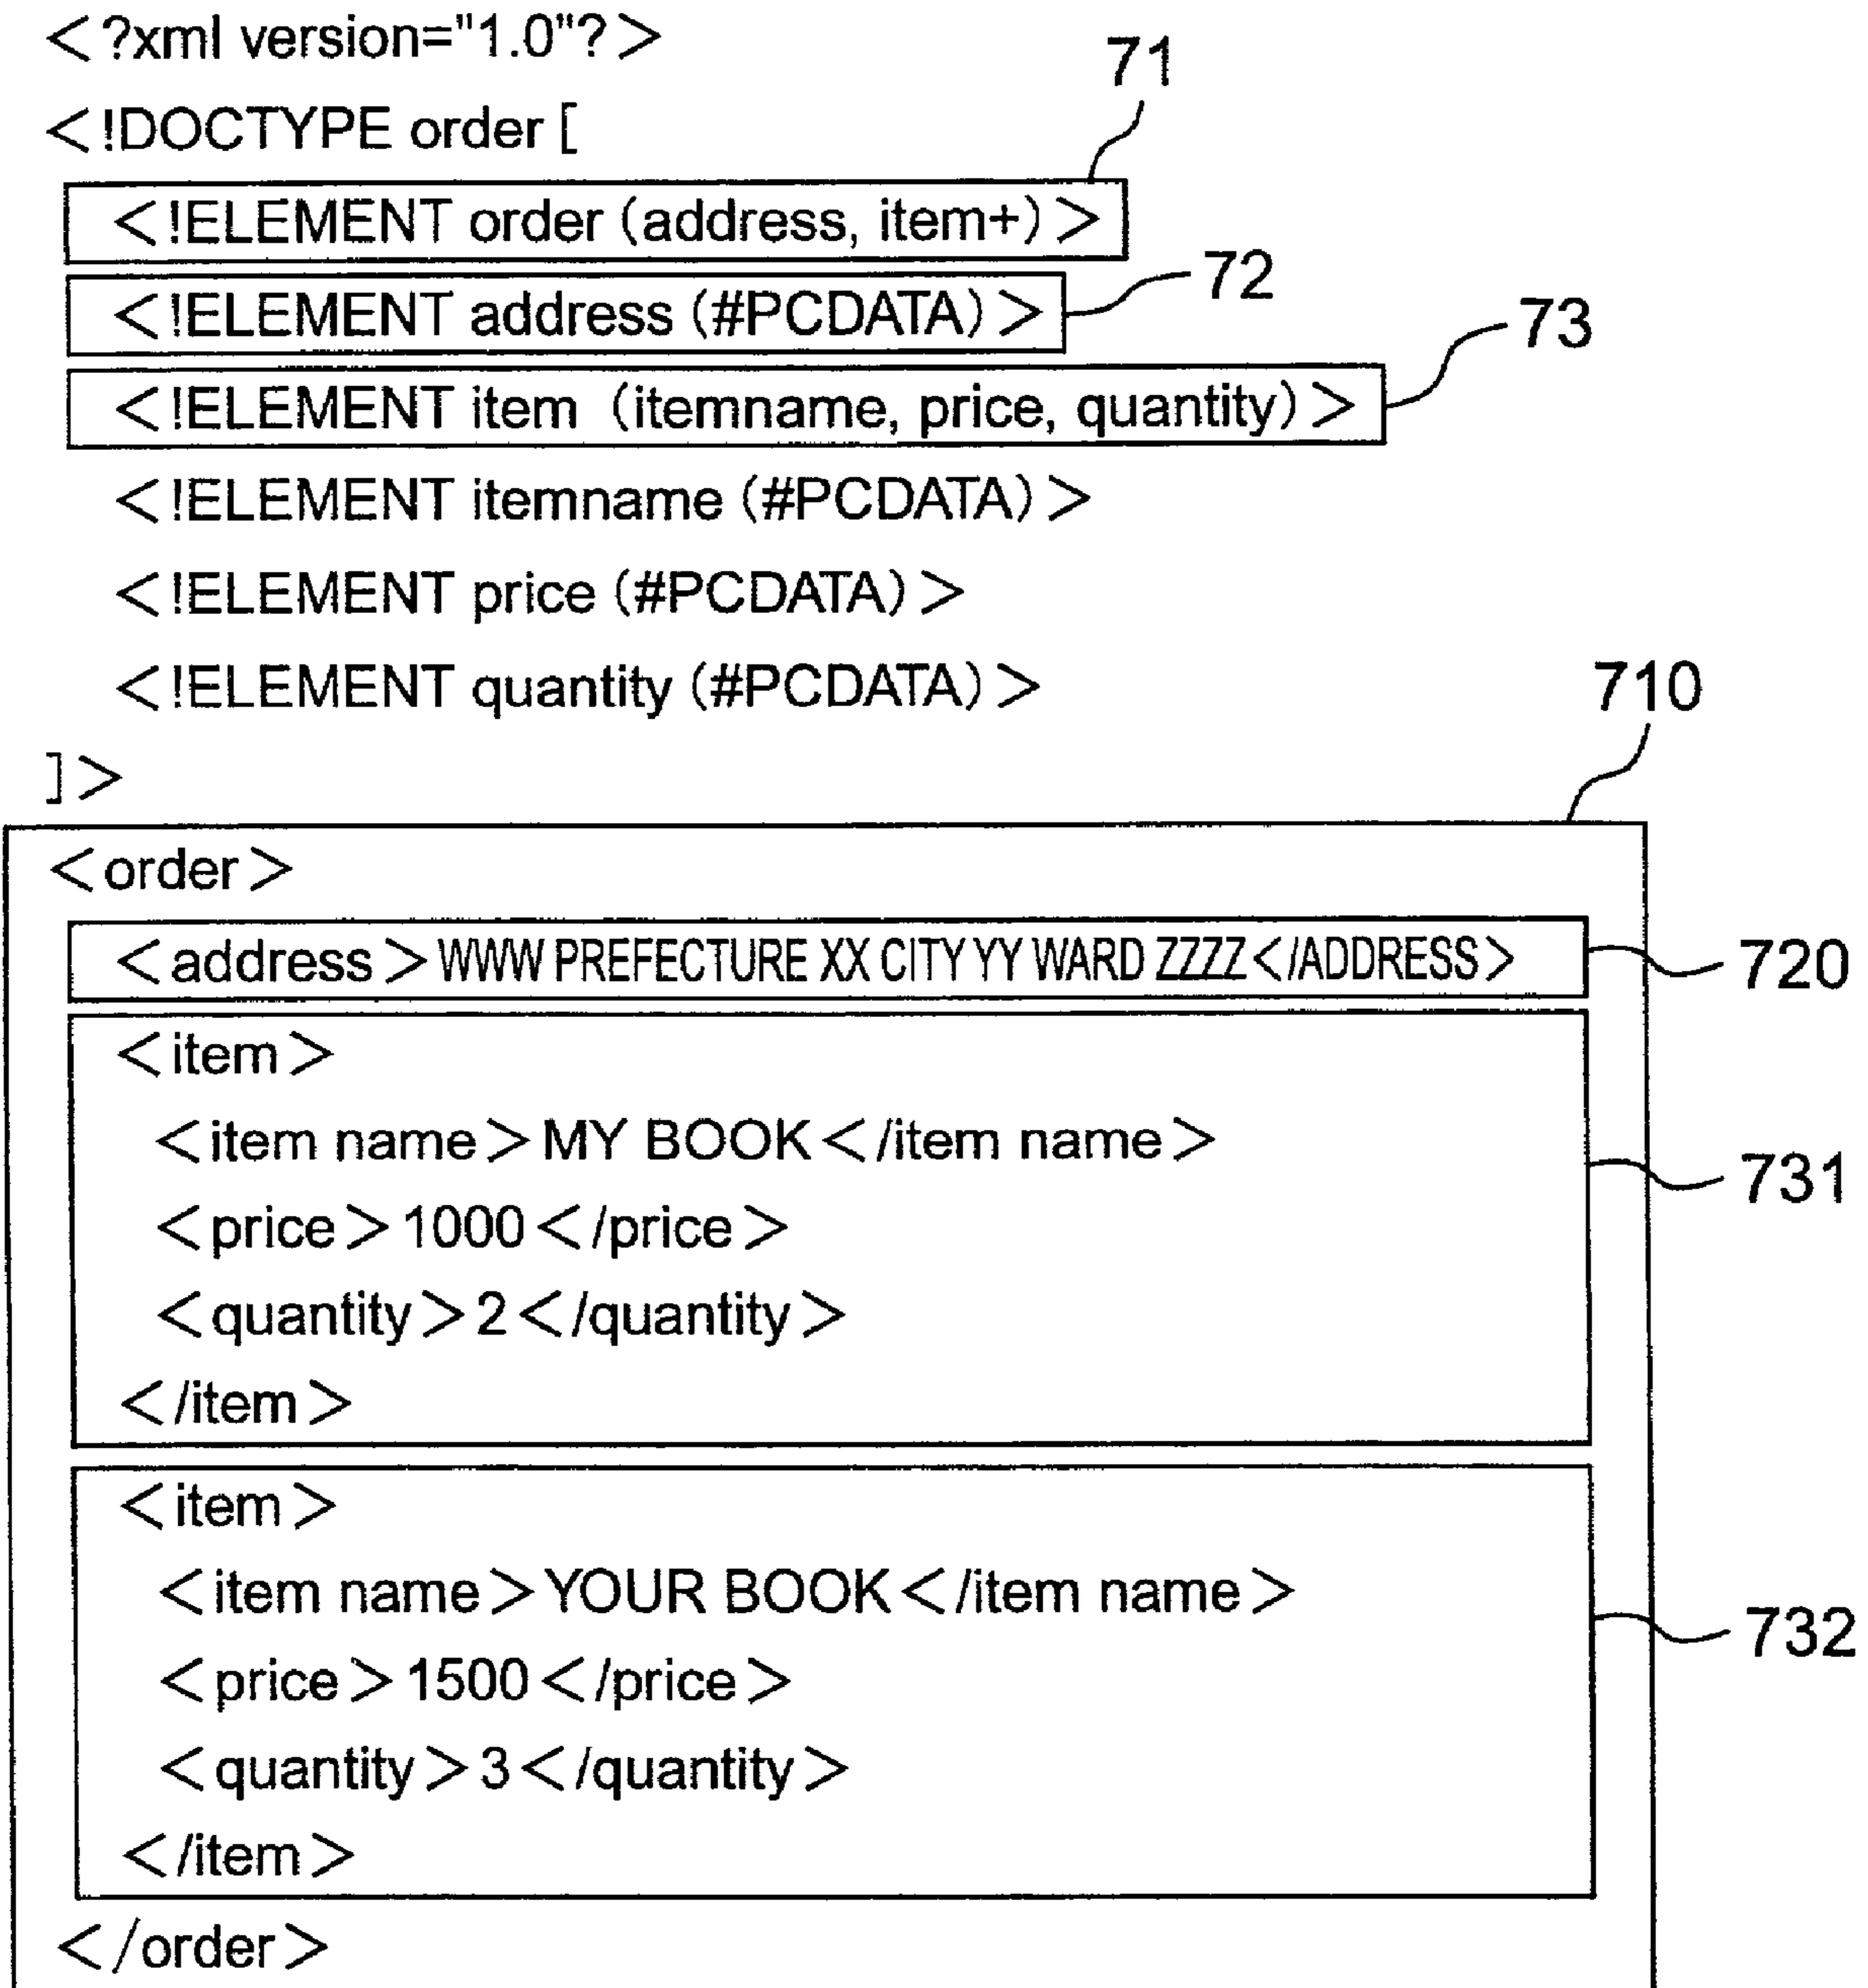 <?xml version="1.0"?>
71
<!DOCTYPE order [
<!ELEMENT order (address, item+)>
72
<!ELEMENT address (#PCDATA)>
73
<!ELEMENT item (itemname, price, quantity)>
<!ELEMENT itemname (#PCDATA)>
<!ELEMENT price (#PCDATA)>
<!ELEMENT quantity (#PCDATA)>
710
]>
<order>
<address>WWW PREFECTURE XX CITY YY WARD ZZZZ</ADDRESS>
720
<item>
<item name>MY BOOK</item name>
731
<price>1000</price>
<quantity>2</quantity>
</item>
<item>
<item name>YOUR BOOK</item name>
732
<price>1500</price>
<quantity>3</quantity>
</item>
</order>